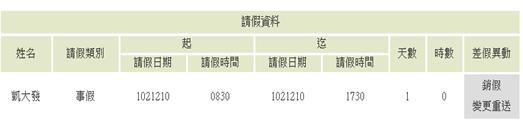 請假資料
姓名 請假類別 起 迄 天數 時數 差假異動
請假日期 請假時間 請假日期 請假時間
凱大發 事假 1021210 0830 1021210 1730 1 0 銷假
變更重送